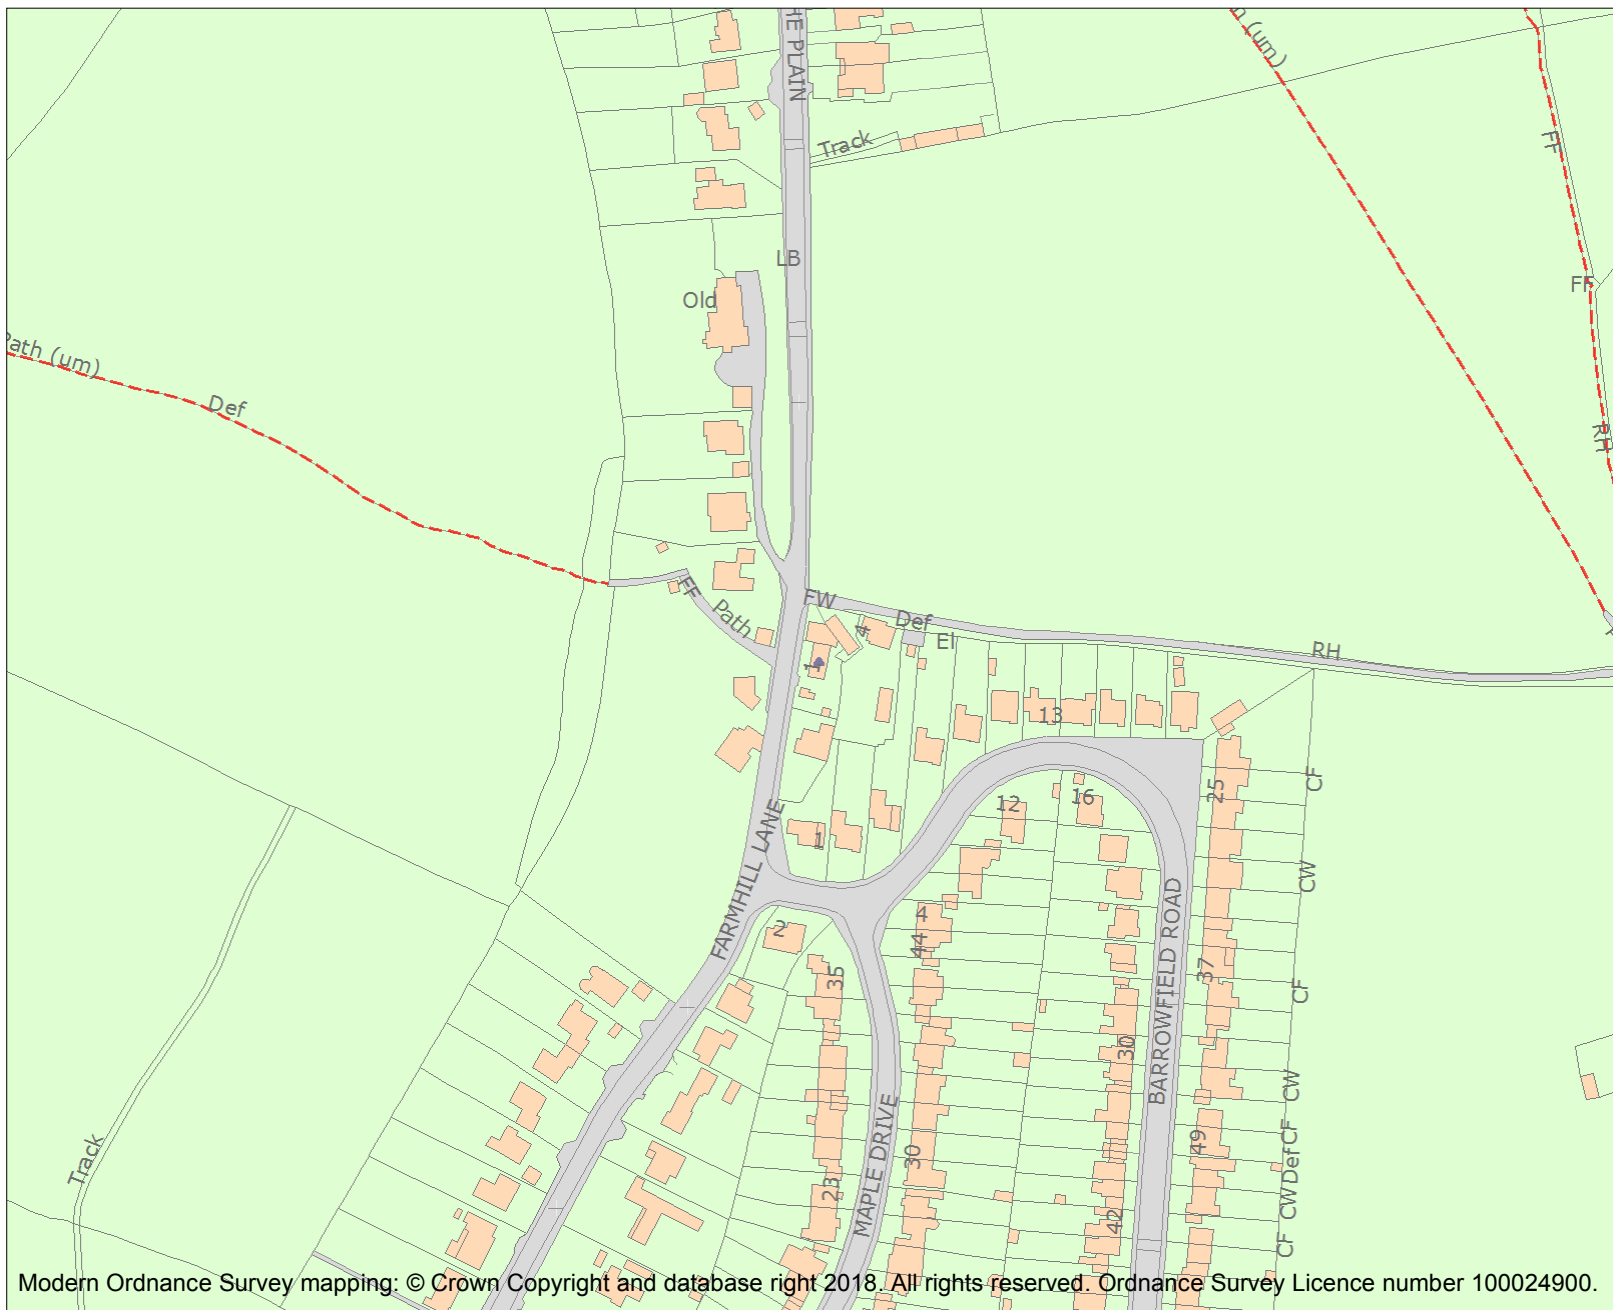 HE PLAIN
(um)
FF
Track
LB
FF
Old
Path (um)
Def
RH
FF
Path
FW
4
Def
El
RH
1
13
CF
25
12
16
1
CW
FARMHILL LANE
2
4
44
BARROWFIELD ROAD
35
37
CF
30
CW
MAPLE DRIVE
CF
49
30
Def
Track
23
CW
42
CF
Modern Ordnance Survey mapping: © Crown Copyright and database right 2018. All rights reserved. Ordnance Survey Licence number 100024900.